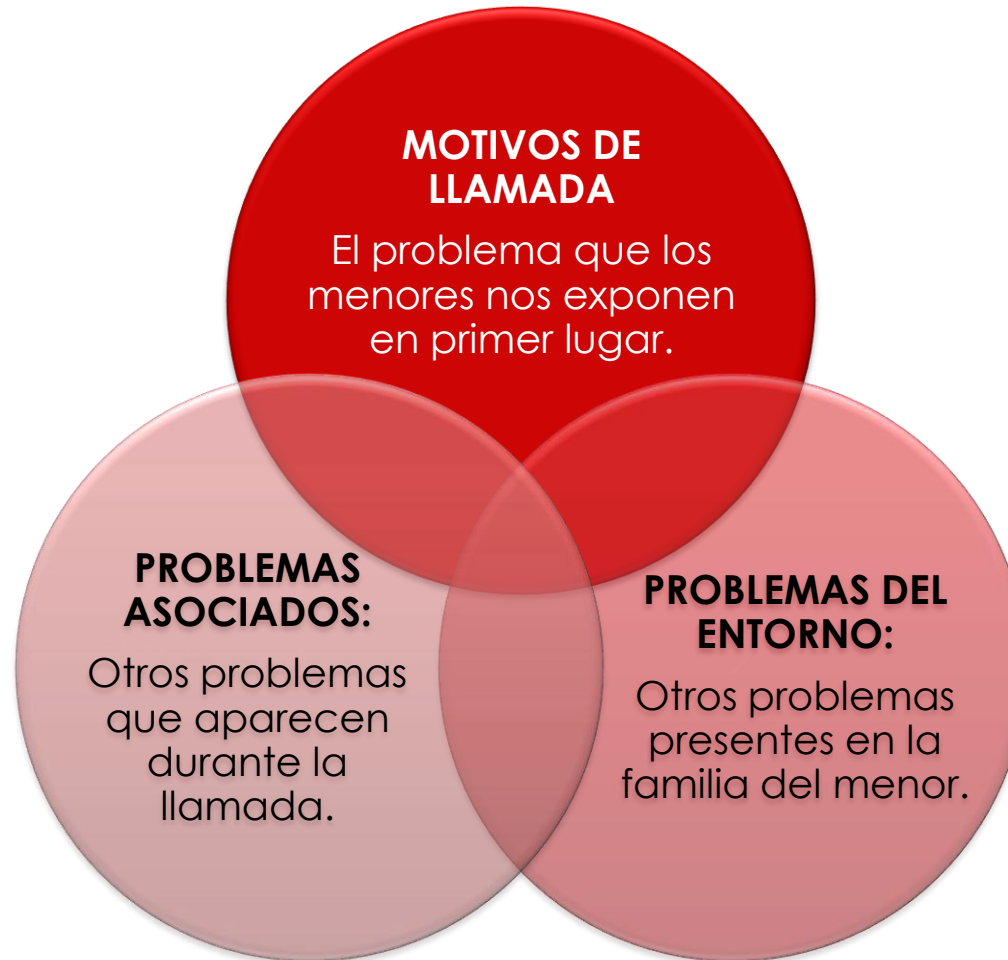 MOTIVOS DE
LLAMADA
El problema que los
menores nos exponen
en primer lugar.
PROBLEMAS
ASOCIADOS:
Otros problemas
que aparecen
durante la
llamada.
PROBLEMAS DEL
ENTORNO:
Otros problemas
presentes en la
familia del menor.